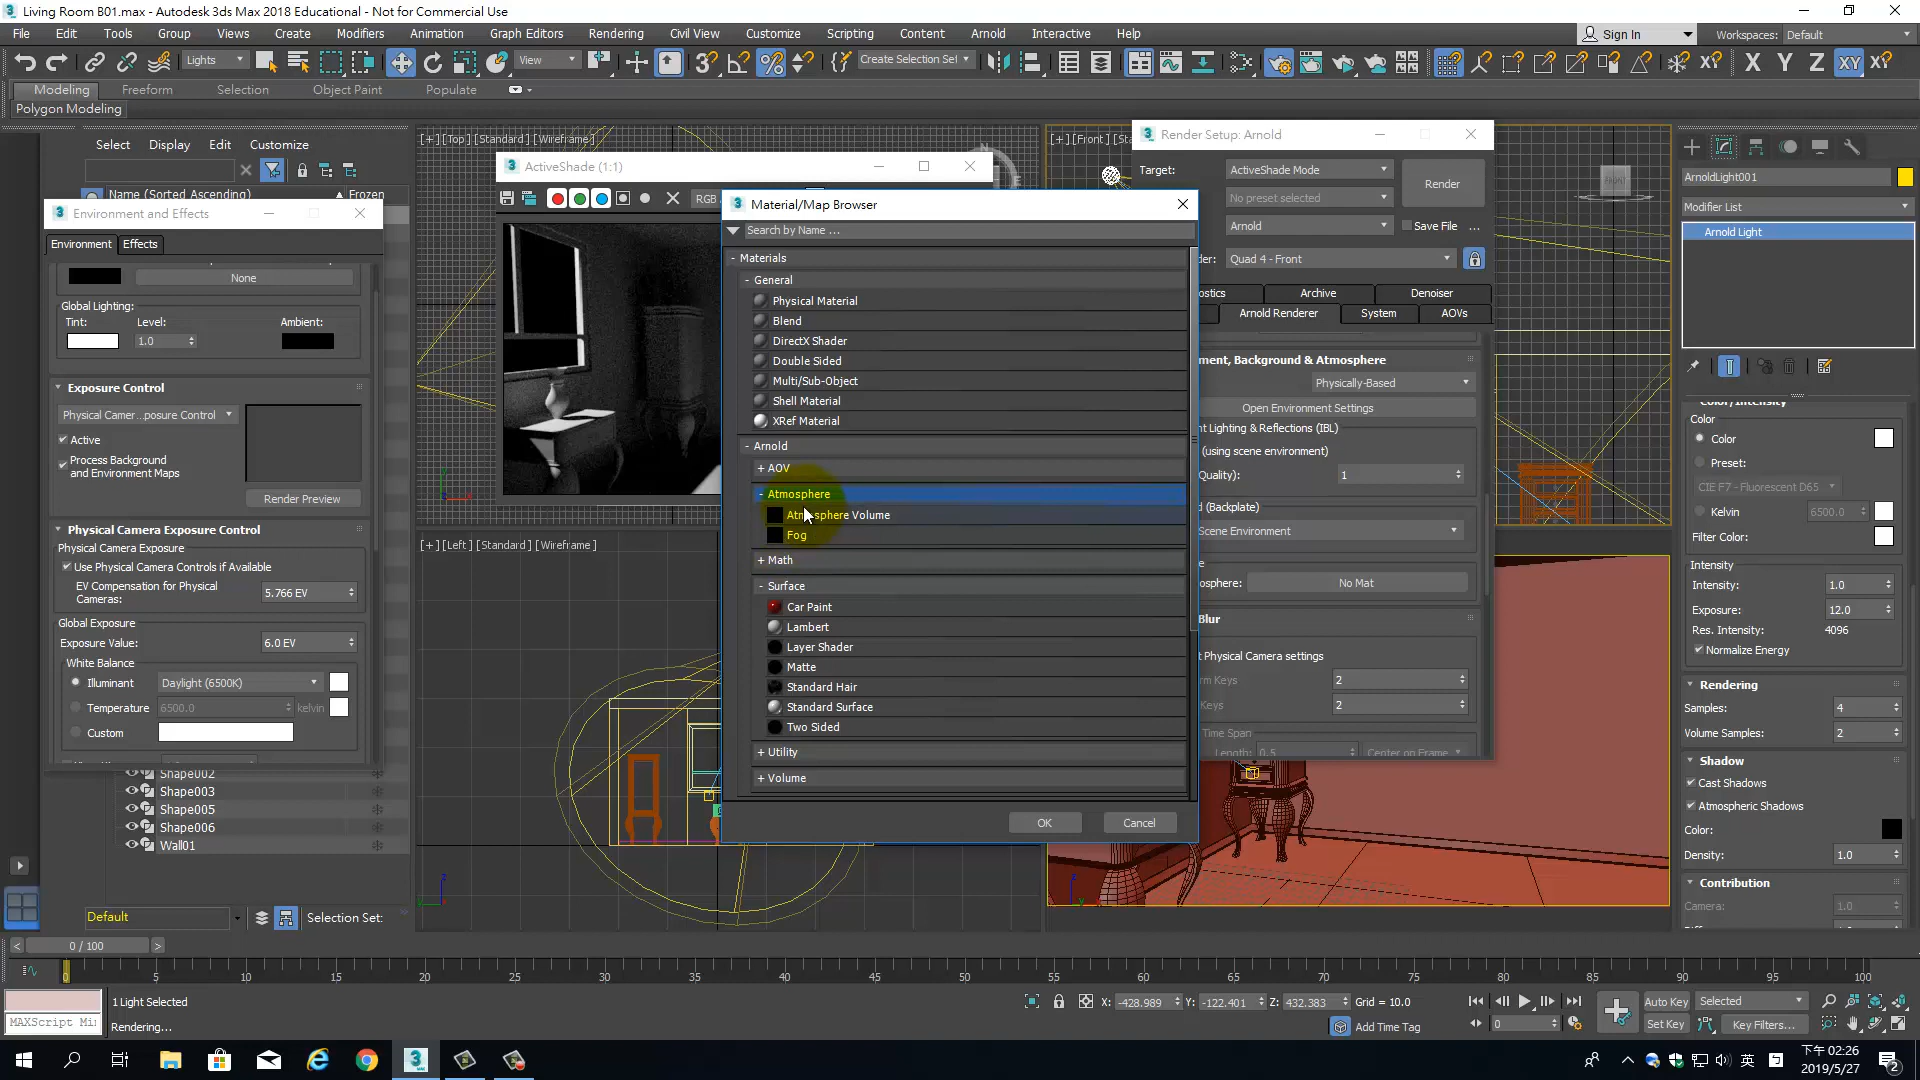 Living Room B01.max - Autodesk 3ds Max 2018 Educational - Not for Commercial Use
File Edit Tools Group Views Create Modifiers Animation Graph Editors Rendering Civil View Customize Scripting Content Arnold Interactive Help
Sign In Workspaces: Default
Lights View Create Selection Set X Y Z XY
Modeling Freeform Selection Object Paint Populate
Polygon Modeling
Select Display Edit Customize
Name (Sorted Ascending) Frozen
Environment and Effects
Environment Effects
None
Global Lighting:
Tint: Level: Ambient:
1.0
Exposure Control
Physical Camer...posure Control
Active
Process Background
and Environment Maps
Render Preview
Physical Camera Exposure Control
Physical Camera Exposure
Use Physical Camera Controls if Available
EV Compensation for Physical
Cameras:
5.766 EV
Global Exposure
Exposure Value: 6.0 EV
White Balance
Illuminant Daylight (6500K)
Temperature 6500.0 kelvin
Custom
Shape002
Shape003
Shape005
Shape006
Wall01
Default Selection Set:
[+] [Top] [Standard] [Wireframe]
ActiveShade (1:1)
[+] [Left] [Standard] [Wireframe]
Material/Map Browser
Search by Name ...
- Materials
- General
Physical Material
Blend
DirectX Shader
Double Sided
Multi/Sub-Object
Shell Material
XRef Material
- Arnold
+ AOV
- Atmosphere
Atmosphere Volume
Fog
+ Math
- Surface
Car Paint
Lambert
Layer Shader
Matte
Standard Hair
Standard Surface
Two Sided
+ Utility
+ Volume
OK Cancel
[+] [Front]
FRONT
Render Setup: Arnold
Target: ActiveShade Mode
No preset selected
Render
Arnold Save File ...
Quad 4 - Front
Archive Denoiser
Arnold Renderer System AOVs
Background & Atmosphere
Physically-Based
Open Environment Settings
Lighting & Reflections (IBL)
(using scene environment)
1
(Backplate)
Scene Environment
No Mat
Blur
Physical Camera settings
Keys 2
Keys 2
Time Span
Length: 0.5 Center on Frame
ArnoldLight001
Modifier List
Arnold Light
Color/Intensity
Color
Color
Preset:
CIE F7 - Fluorescent D65
Kelvin 6500.0
Filter Color:
Intensity
Intensity: 1.0
Exposure: 12.0
Res. Intensity: 4096
Normalize Energy
Rendering
Samples: 4
Volume Samples: 2
Shadow
Cast Shadows
Atmospheric Shadows
Color:
Density: 1.0
Contribution
Camera: 1.0
< 0 / 100 >
0 5 10 15 20 25 30 35 40 45 50 55 60 65 70 75 80 85 90 95 100
1 Light Selected
MAXScript Mi
Rendering...
X: -428.989 Y: -122.401 Z: 432.383 Grid = 10.0
Add Time Tag
0
Auto Key Selected
Set Key Key Filters...
英
下午 02:26
2019/5/27
2